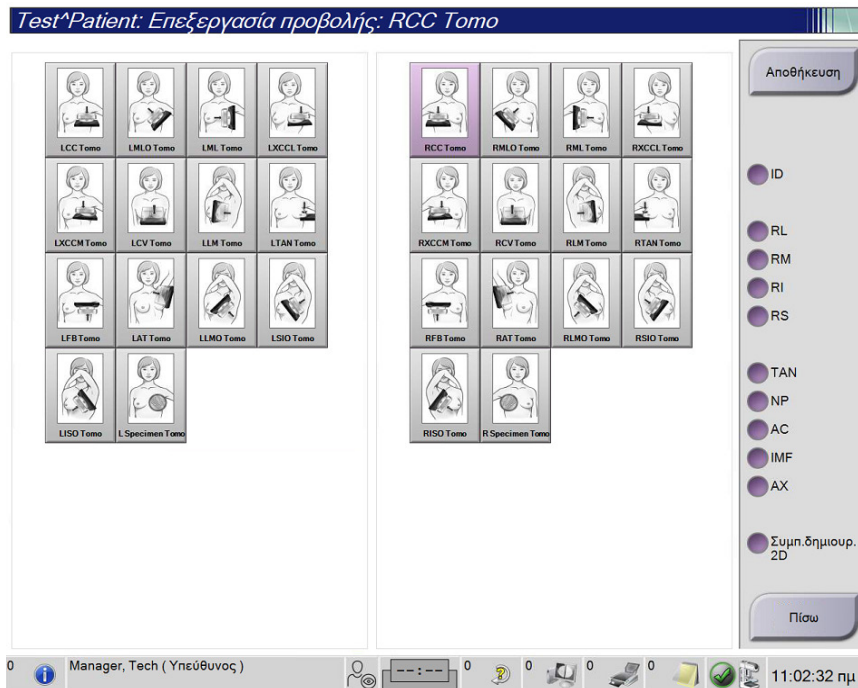 Test^Patient: Επεξεργασία προβολής: RCC Tomo
LCC Tomo LMLO Tomo LML Tomo LXCCL Tomo
LXCCM Tomo LCV Tomo LLM Tomo LTAN Tomo
LFB Tomo LAT Tomo LLMO Tomo LSIO Tomo
LISO Tomo L Specimen Tomo
RCC Tomo RMLO Tomo RML Tomo RXCCL Tomo
RXCCM Tomo RCV Tomo RLM Tomo RTAN Tomo
RFB Tomo RAT Tomo RLMO Tomo RSIO Tomo
RISO Tomo R Specimen Tomo
Αποθήκευση
ID
RL
RM
RI
RS
TAN
NP
AC
IMF
AX
Συμπ.δημιουρ.
2D
Πίσω
0 Manager, Tech ( Υπεύθυνος ) --:-- 0 0 0 0 11:02:32 πμ